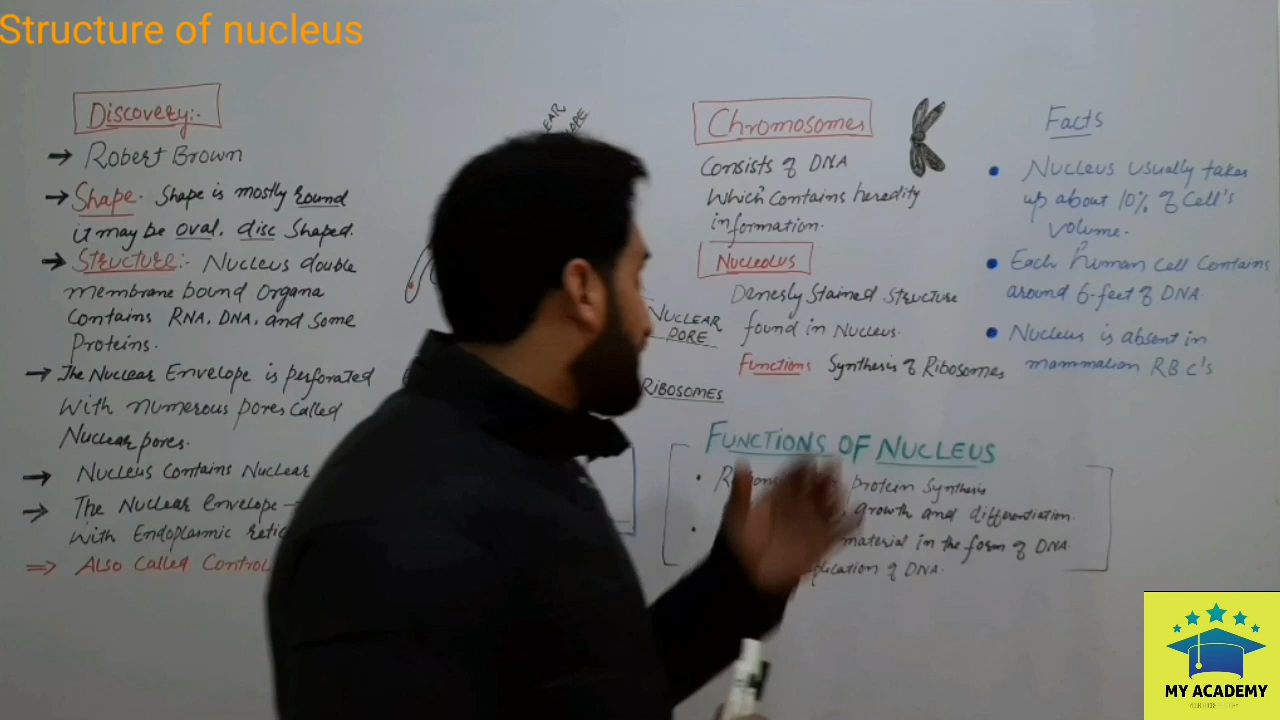 Structure of nucleus
Discovery:-
→ Robert Brown
→ Shape. Shape is mostly round
it may be oval, disc Shaped.
→ Structure:- Nucleus double
membrane bound Organa
Contains RNA, DNA, and Some
Proteins.
→ The Nuclear Envelope is perforated
With numerous pores called
Nuclear pores.
→ Nucleus Contains Nuclear
→ The Nuclear Envelope
With Endoplasmic
⇒ Also Called Control
NUCLEAR
PORE
RIBOSOMES
Chromosomes
Consists of DNA
Which Contains heredity
information.
Nucleolus
Denesly Stained Structure
found in Nucleus.
Functions Synthesis of Ribosomes
Facts
• Nucleus usually takes
up about 10% of Cell's
Volume.
• Each human Cell Contains
around 6-feet of DNA
• Nucleus is absent in
mammalian RBC's
FUNCTIONS OF NUCLEUS
• protein Synthesis
growth and differentiation.
• material in the form of DNA.
of DNA.
MY ACADEMY